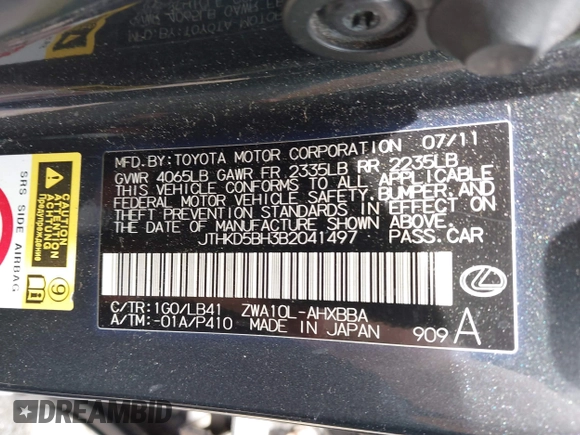 MFD.BY:TOYOTA MOTOR CORPORATION 07/11
GVWR 4065LB GAWR FR 2335LB RR 2235LB
THIS VEHICLE CONFORMS TO ALL APPLICABLE
FEDERAL MOTOR VEHICLE SAFETY,BUMPER, AND
THEFT PREVENTION STANDARDS IN EFFECT ON
THE DATE OF MANUFACTURE SHOWN ABOVE.
JTHKD5BH3B2041497 PASS.CAR
C/TR:1G0/LB41 ZWA10L-AHXBBA
A/TM:-01A/P410 MADE IN JAPAN 909 A
SRS SIDE AIRBAG
CAUTION
ATTENTION
ACHTUNG
9
DREAMBID